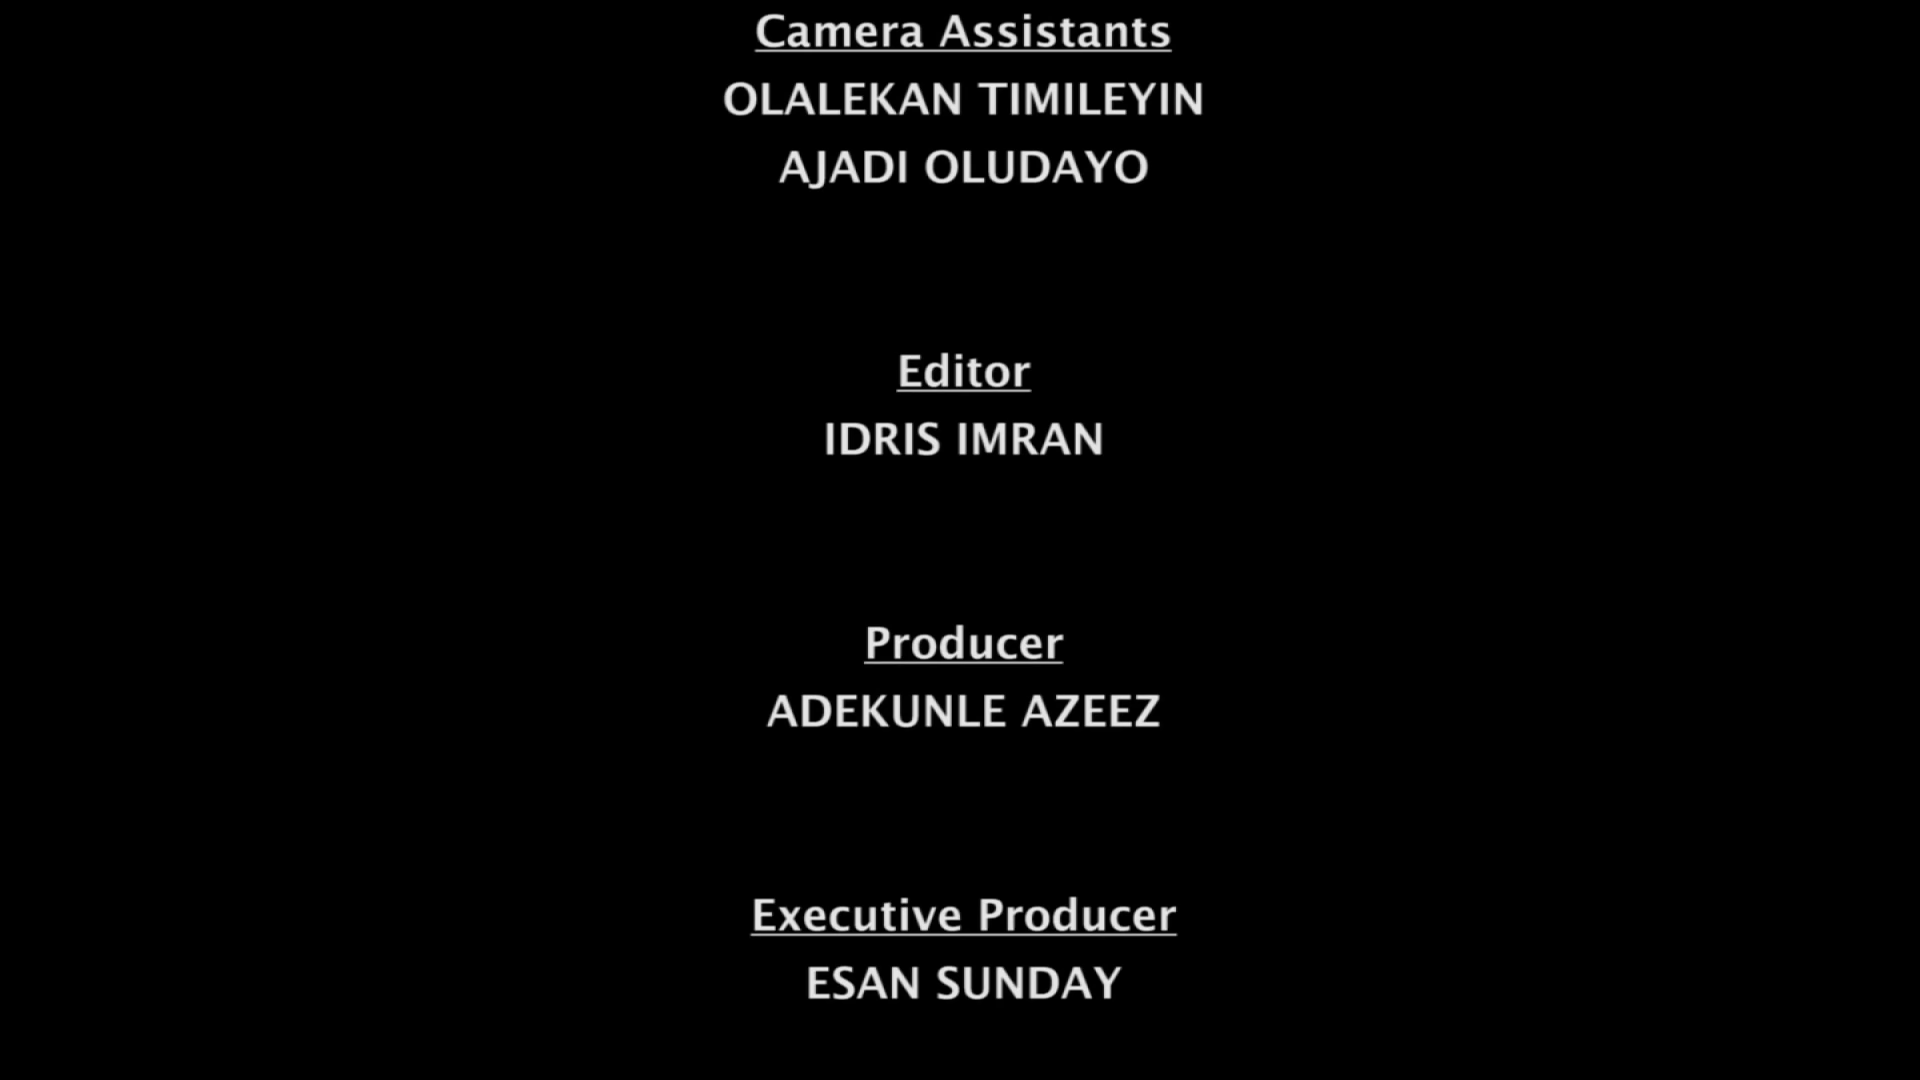 Camera Assistants
OLALEKAN TIMILEYIN
AJADI OLUDAYO
Editor
IDRIS IMRAN
Producer
ADEKUNLE AZEEZ
Executive Producer
ESAN SUNDAY